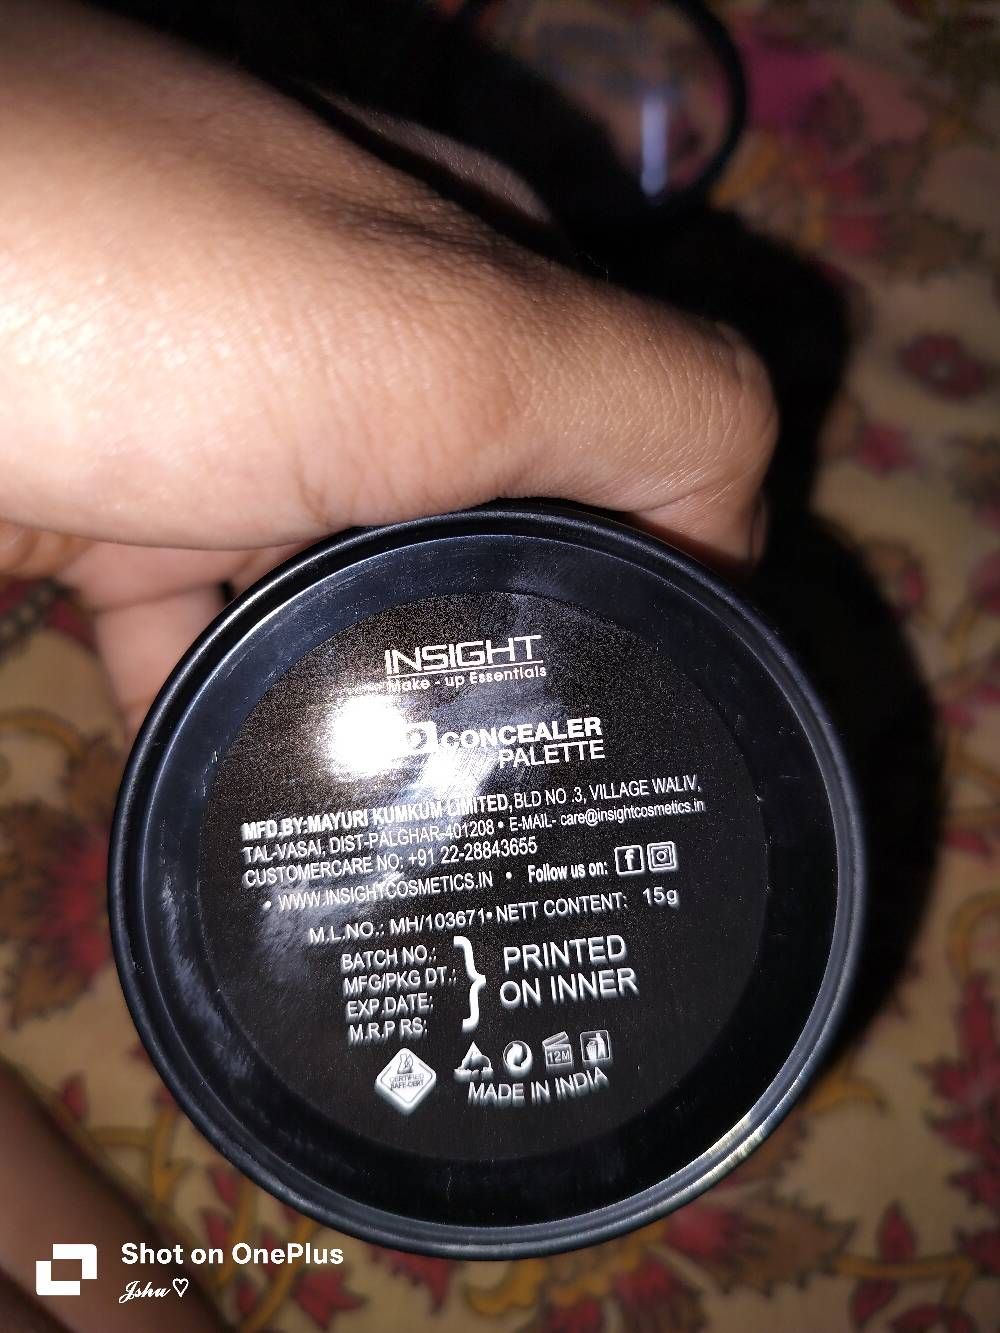 INSIGHT
Make - up Essentials
CONCEALER
PALETTE
MFD.BY:MAYURI KUMKUM LIMITED, BLD NO .3, VILLAGE WALIV,
TAL-VASAI, DIST-PALGHAR-401208 • E-MAIL- care@insightcosmetics.in
CUSTOMERCARE NO: +91 22-28843655
• WWW.INSIGHTCOSMETICS.IN • Follow us on:
M.L.NO.: MH/103671• NETT CONTENT: 15g
BATCH NO.:
MFG/PKG DT.:
EXP.DATE:
M.R.P RS:
PRINTED
ON INNER
CERTIFIED
SAFE-CERT
12M
MADE IN INDIA
Shot on OnePlus
Jshu♡